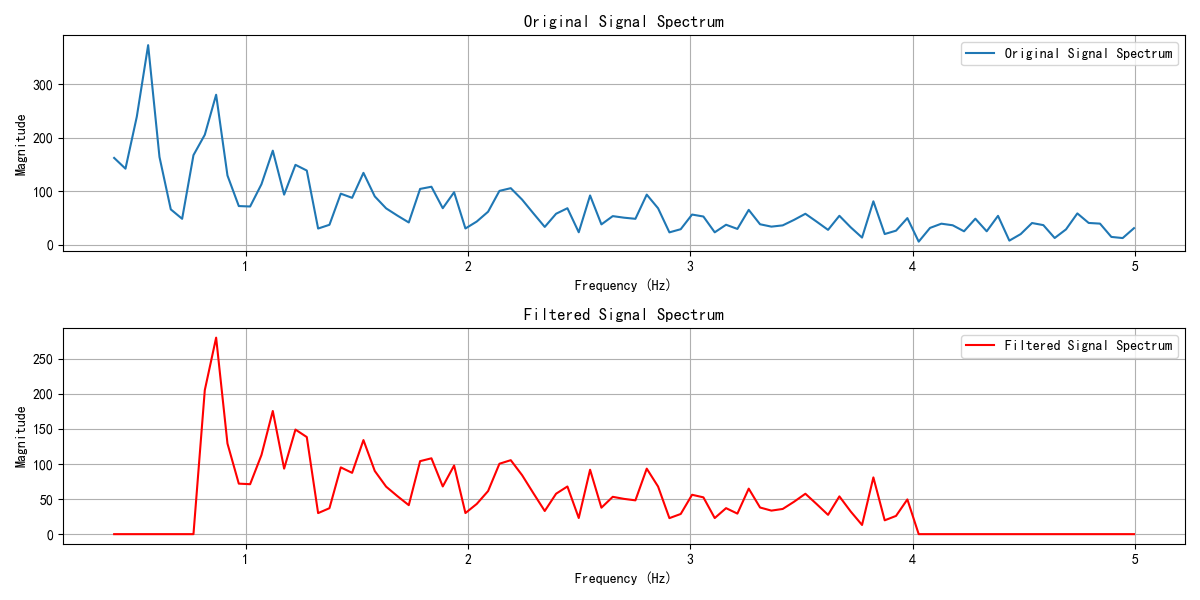 Original Signal Spectrum
Original Signal Spectrum
Magnitude
300
200
100
0
1 2 3 4 5
Frequency (Hz)
Filtered Signal Spectrum
Filtered Signal Spectrum
Magnitude
250
200
150
100
50
0
1 2 3 4 5
Frequency (Hz)